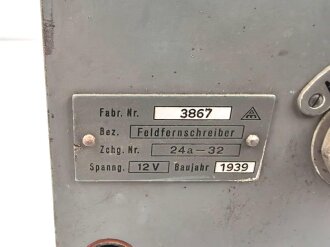 Fabr. Nr. 3867
Bez. Feldfernschreiber
Zchg. Nr. 24a-32
Spanng. 12 V Baujahr 1939